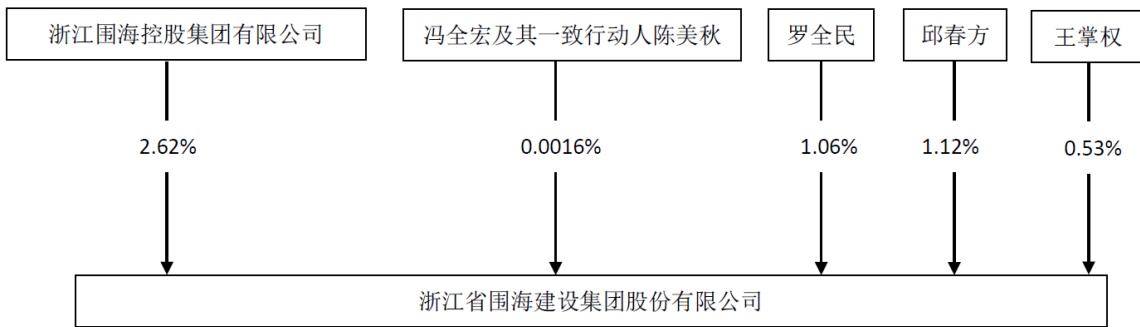 浙江围海控股集团有限公司
冯全宏及其一致行动人陈美秋
罗全民
邱春方
王掌权
2.62%
0.0016%
1.06%
1.12%
0.53%
浙江省围海建设集团股份有限公司